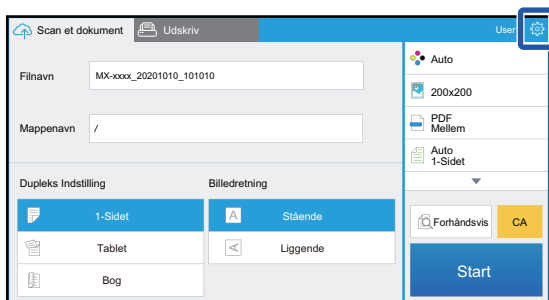 Scan et dokument
Udskriv
User
Filnavn
MX-xxxx_20201010_101010
Mappenavn
/
Dupleks Indstilling
Billedretning
1-Sidet
A
Stående
Tablet
A
Liggende
Bog
Auto
200x200
PDF
Mellem
Auto
1-Sidet
Forhåndsvis
CA
Start